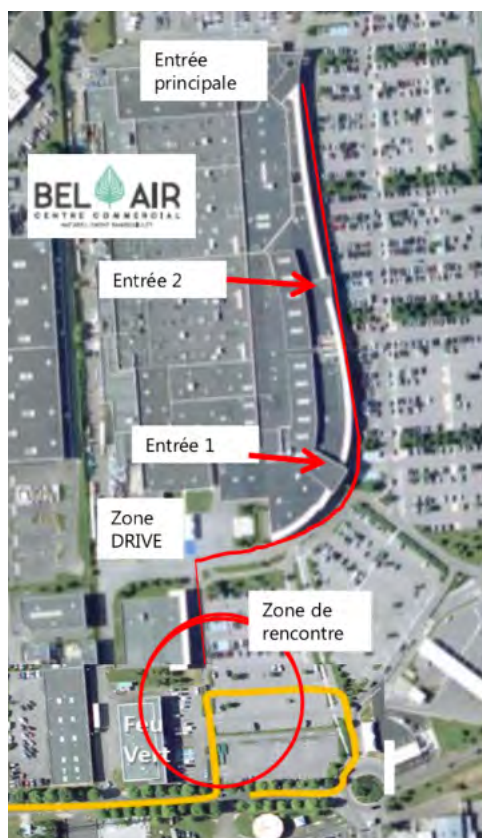 Entrée
principale
BEL AIR
CENTRE COMMERCIAL
Entrée 2
Entrée 1
Zone
DRIVE
Zone de
rencontre
Feu
Vert